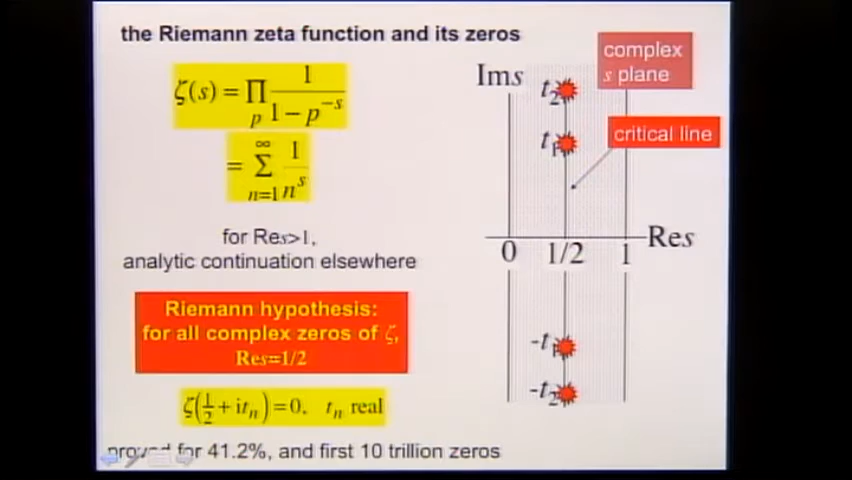 the Riemann zeta function and its zeros
ζ(s) = ∏_p 1/(1 − p^{−s})
= ∑_{n=1}^{∞} 1/n^s
for Res>1,
analytic continuation elsewhere
Riemann hypothesis:
for all complex zeros of ζ,
Res=1/2
ζ(1/2 + it_n) = 0, t_n real
proved for 41.2%, and first 10 trillion zeros
complex
s plane
Ims
t_2
critical line
t_1
Res
0 1/2 1
-t_1
-t_2